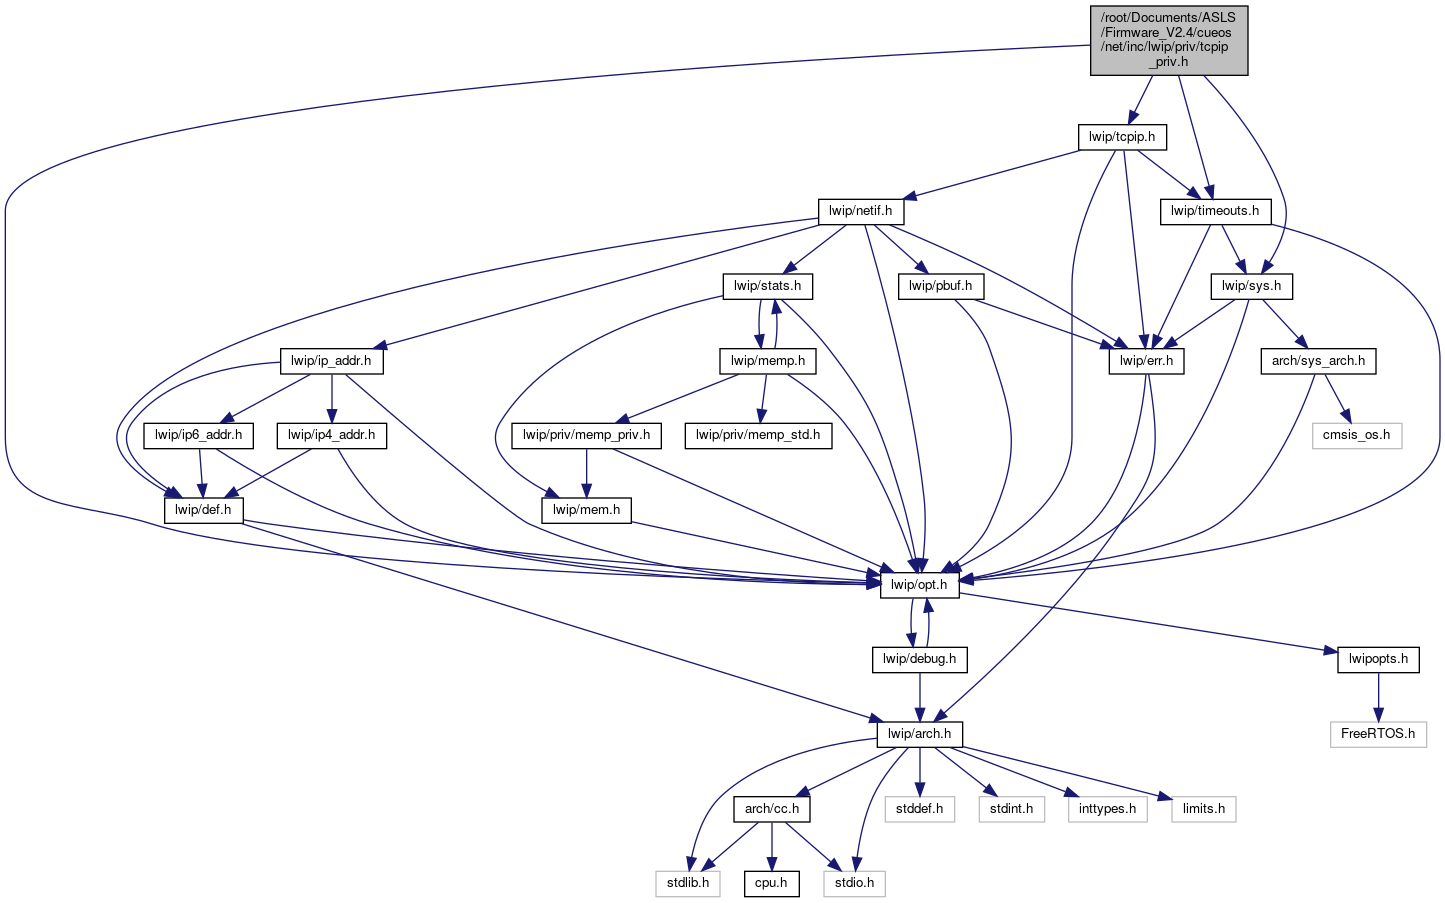 /root/Documents/ASLS
/Firmware_V2.4/cueos
/net/inc/lwip/priv/tcpip
_priv.h
lwip/tcpip.h
lwip/netif.h
lwip/timeouts.h
lwip/stats.h
lwip/pbuf.h
lwip/sys.h
lwip/ip_addr.h
lwip/memp.h
lwip/err.h
arch/sys_arch.h
lwip/ip6_addr.h
lwip/ip4_addr.h
lwip/priv/memp_priv.h
lwip/priv/memp_std.h
cmsis_os.h
lwip/def.h
lwip/mem.h
lwip/opt.h
lwip/debug.h
lwipopts.h
lwip/arch.h
FreeRTOS.h
arch/cc.h
stddef.h
stdint.h
inttypes.h
limits.h
stdlib.h
cpu.h
stdio.h